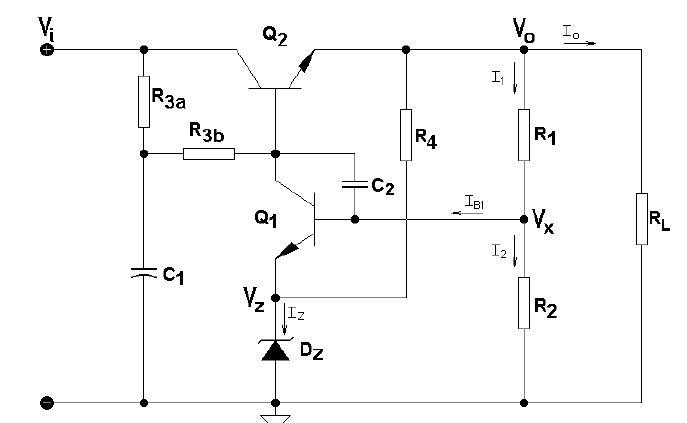 Vi
Q2
Vo
Io
I1
R3a
R3b
R4
R1
C2
Q1
IB1
Vx
RL
I2
C1
Vz
IZ
R2
DZ